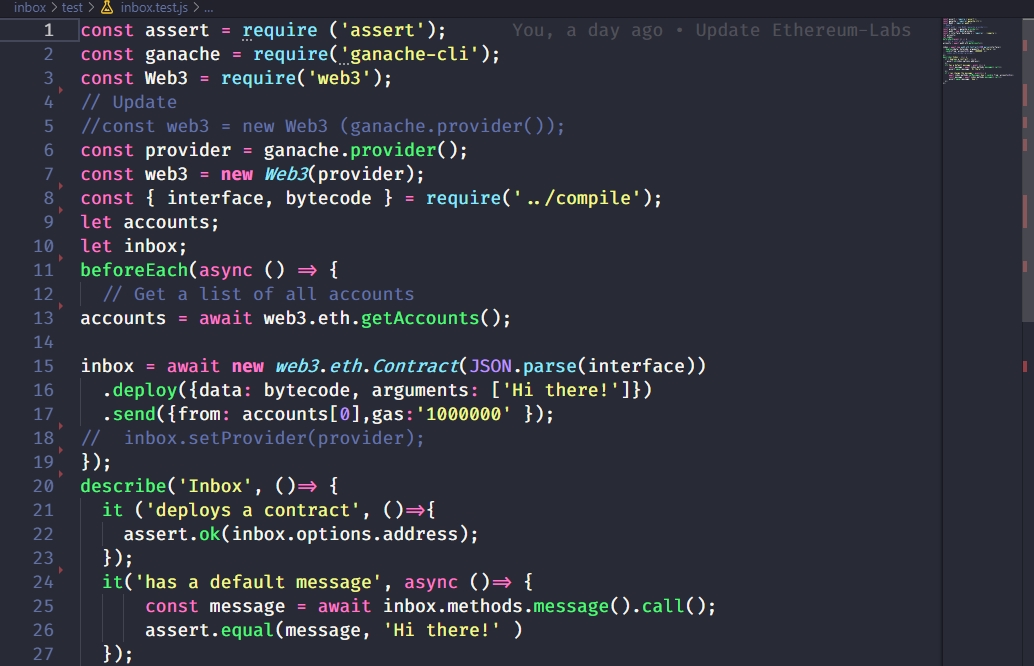 inbox > test > inbox.test.js > ...
1 const assert = require ('assert'); You, a day ago • Update Ethereum-Labs
2 const ganache = require('ganache-cli');
3 const Web3 = require('web3');
4 // Update
5 //const web3 = new Web3 (ganache.provider());
6 const provider = ganache.provider();
7 const web3 = new Web3(provider);
8 const { interface, bytecode } = require('../compile');
9 let accounts;
10 let inbox;
11 beforeEach(async () => {
12 // Get a list of all accounts
13 accounts = await web3.eth.getAccounts();
14
15 inbox = await new web3.eth.Contract(JSON.parse(interface))
16 .deploy({data: bytecode, arguments: ['Hi there!']})
17 .send({from: accounts[0],gas:'1000000' });
18 // inbox.setProvider(provider);
19 });
20 describe('Inbox', ()=> {
21 it ('deploys a contract', ()=>{
22 assert.ok(inbox.options.address);
23 });
24 it('has a default message', async ()=> {
25 const message = await inbox.methods.message().call();
26 assert.equal(message, 'Hi there!' )
27 });